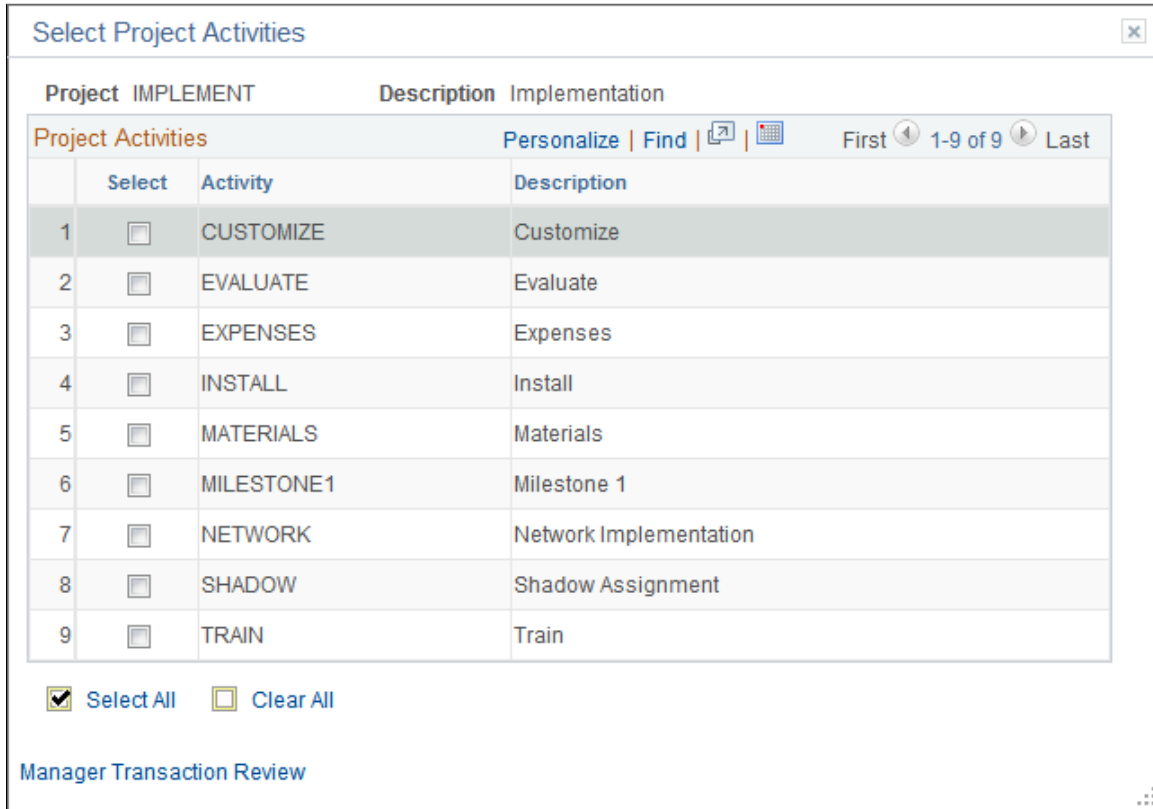 Select Project Activities
Project IMPLEMENT Description Implementation
Project Activities Personalize | Find | | First 1-9 of 9 Last
Select Activity Description
1 CUSTOMIZE Customize
2 EVALUATE Evaluate
3 EXPENSES Expenses
4 INSTALL Install
5 MATERIALS Materials
6 MILESTONE1 Milestone 1
7 NETWORK Network Implementation
8 SHADOW Shadow Assignment
9 TRAIN Train
Select All Clear All
Manager Transaction Review